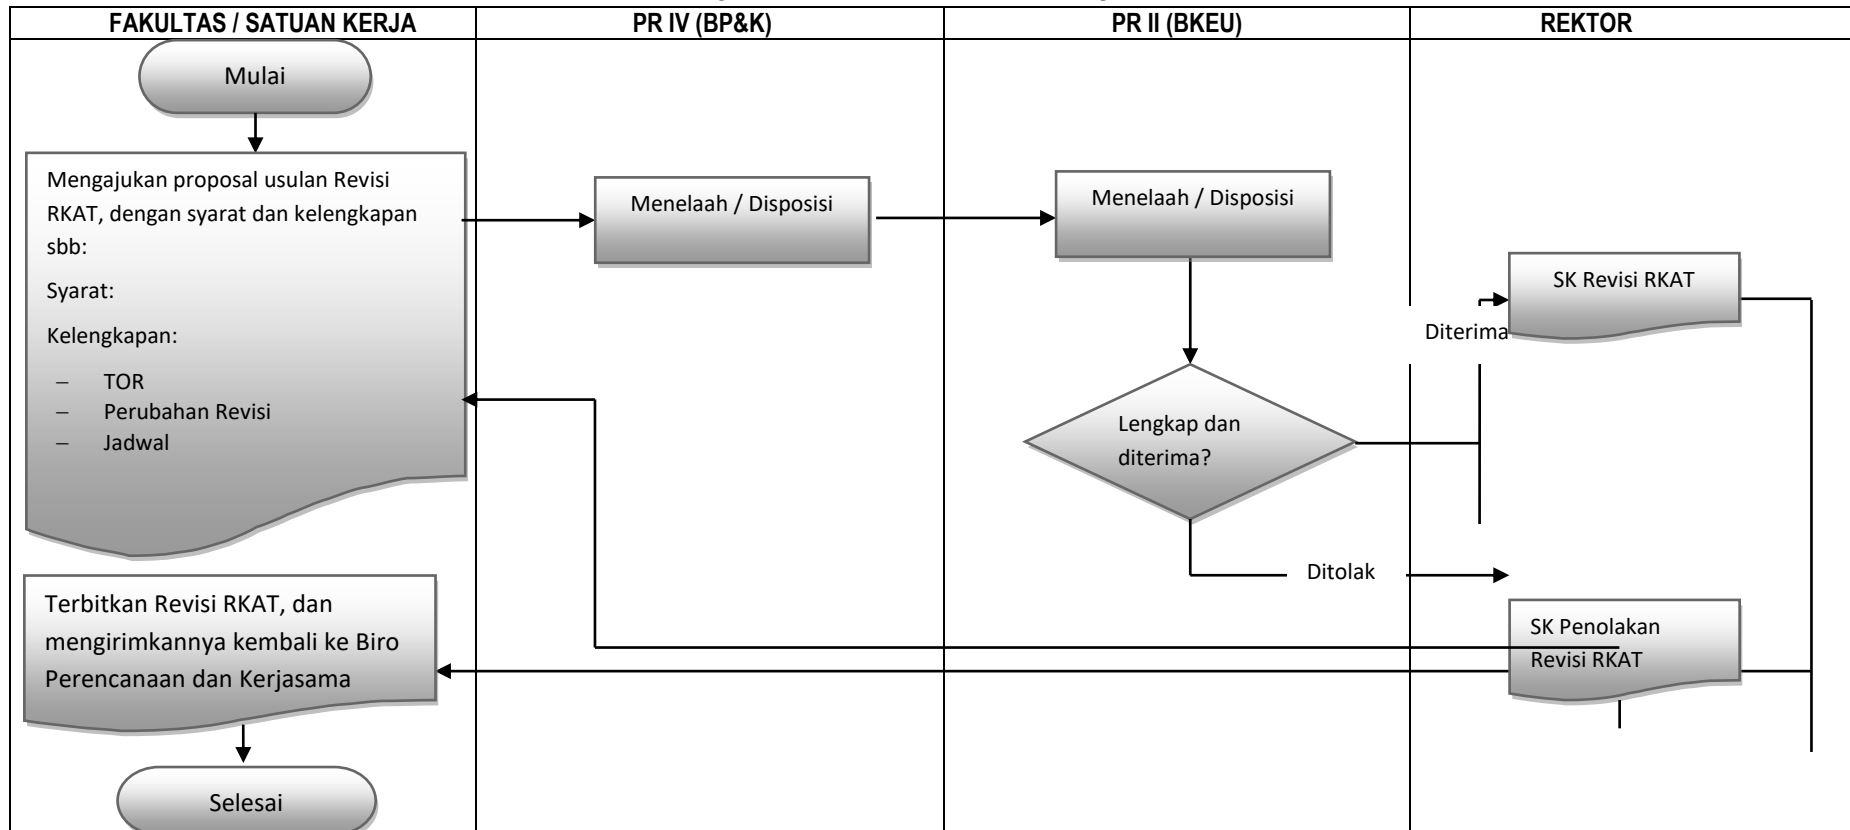 FAKULTAS / SATUAN KERJA
PR IV (BP&K)
PR II (BKEU)
REKTOR
Mulai
Mengajukan proposal usulan Revisi
RKAT, dengan syarat dan kelengkapan
sbb:
Syarat:
Kelengkapan:
– TOR
– Perubahan Revisi
– Jadwal
Menelaah / Disposisi
Menelaah / Disposisi
SK Revisi RKAT
Diterima
Lengkap dan
diterima?
Ditolak
Terbitkan Revisi RKAT, dan
mengirimkannya kembali ke Biro
Perencanaan dan Kerjasama
SK Penolakan
Revisi RKAT
Selesai